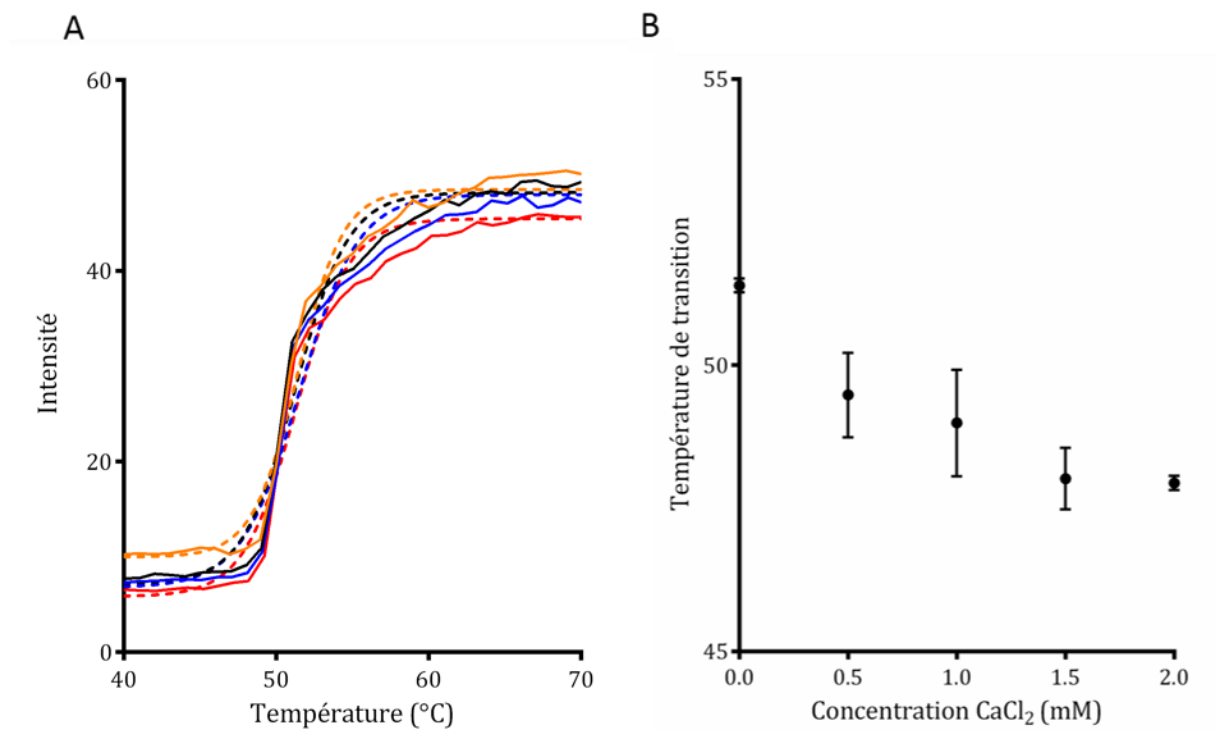 A
60
40
20
0
40
50
60
70
Intensité
Température (°C)
B
55
50
45
0.0
0.5
1.0
1.5
2.0
Température de transition
Concentration CaCl₂ (mM)